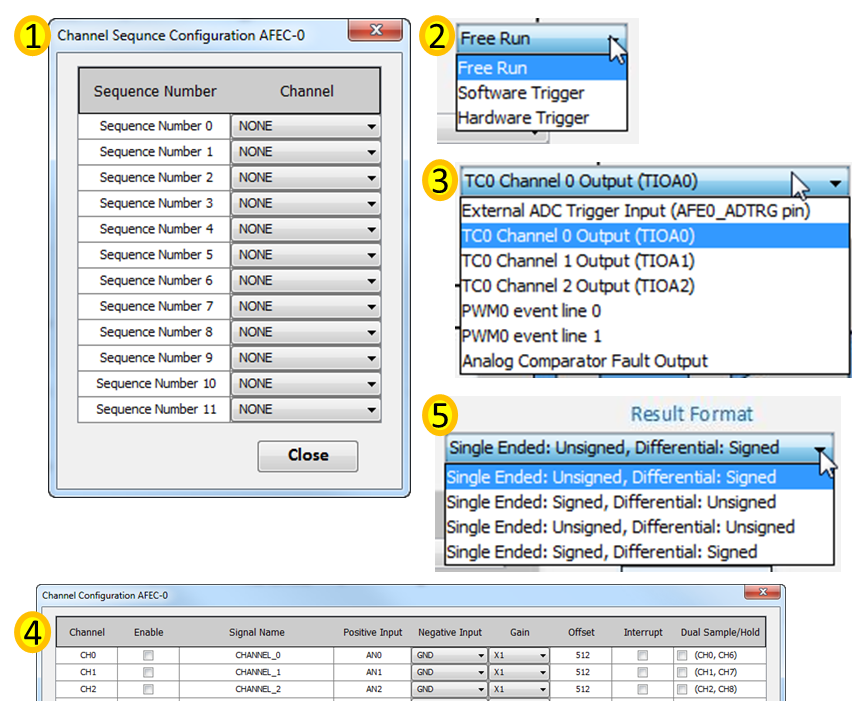 1
Channel Sequnce Configuration AFEC-0
Sequence Number Channel
Sequence Number 0 NONE
Sequence Number 1 NONE
Sequence Number 2 NONE
Sequence Number 3 NONE
Sequence Number 4 NONE
Sequence Number 5 NONE
Sequence Number 6 NONE
Sequence Number 7 NONE
Sequence Number 8 NONE
Sequence Number 9 NONE
Sequence Number 10 NONE
Sequence Number 11 NONE
Close
2
Free Run
Free Run
Software Trigger
Hardware Trigger
3
TC0 Channel 0 Output (TIOA0)
External ADC Trigger Input (AFE0_ADTRG pin)
TC0 Channel 0 Output (TIOA0)
TC0 Channel 1 Output (TIOA1)
TC0 Channel 2 Output (TIOA2)
PWM0 event line 0
PWM0 event line 1
Analog Comparator Fault Output
5
Result Format
Single Ended: Unsigned, Differential: Signed
Single Ended: Unsigned, Differential: Signed
Single Ended: Signed, Differential: Unsigned
Single Ended: Unsigned, Differential: Unsigned
Single Ended: Signed, Differential: Signed
4
Channel Configuration AFEC-0
Channel Enable Signal Name Positive Input Negative Input Gain Offset Interrupt Dual Sample/Hold
CH0 CHANNEL_0 AN0 GND X1 512 (CH0, CH6)
CH1 CHANNEL_1 AN1 GND X1 512 (CH1, CH7)
CH2 CHANNEL_2 AN2 GND X1 512 (CH2, CH8)